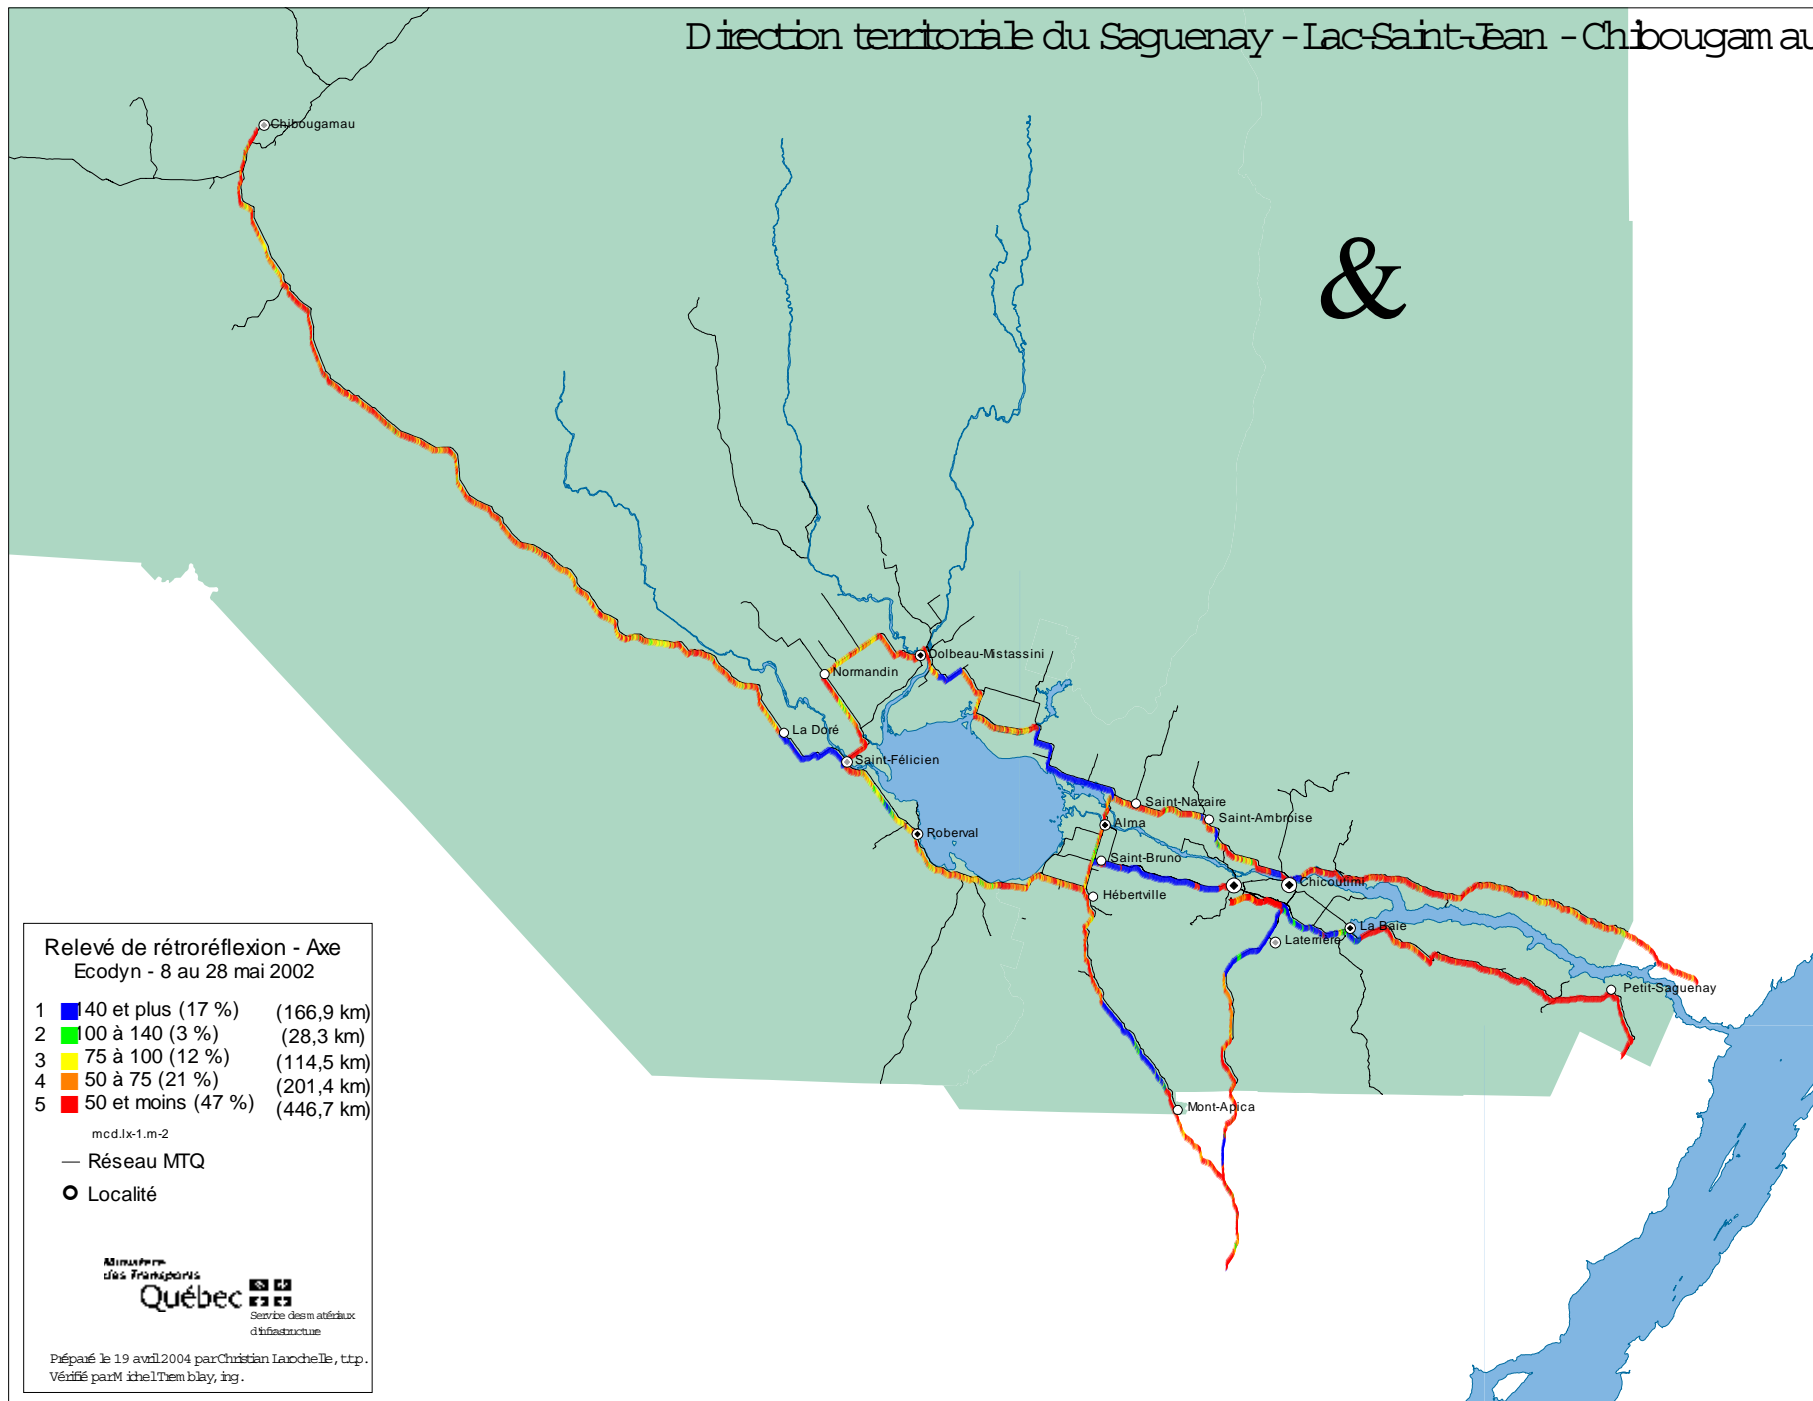 Direction territoriale du Saguenay - Lac-Saint-Jean - Chibougamau
&
Chibougamau
Dolbeau-Mistassini
Normandin
La Doré
Saint-Félicien
Roberval
Saint-Nazaire
Saint-Ambroise
Alma
Saint-Bruno
Chicoutimi
Hébertville
La Baie
Laterrière
Petit-Saguenay
Mont-Apica
Relevé de rétroréflexion - Axe
Ecodyn - 8 au 28 mai 2002
1 140 et plus (17 %) (166,9 km)
2 100 à 140 (3 %) (28,3 km)
3 75 à 100 (12 %) (114,5 km)
4 50 à 75 (21 %) (201,4 km)
5 50 et moins (47 %) (446,7 km)
mcd.lx-1.m-2
Réseau MTQ
Localité
Ministère
des Transports
Québec
Service des matériaux
d'infrastructure
Préparé le 19 avril 2004 par Christian Larochelle, t.t.p.
Vérifié par Michel Tremblay, ing.